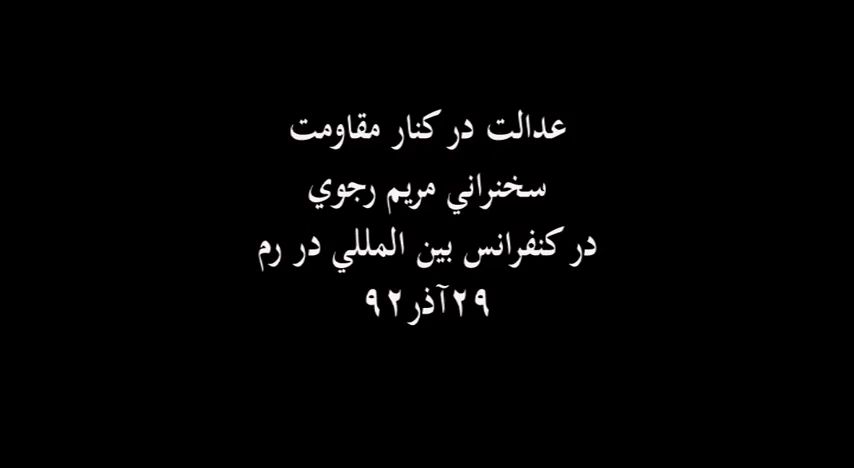 عدالت در کنار مقاومت
سخنراني مريم رجوي
در کنفرانس بين المللي در رم
۲۹آذر۹۲